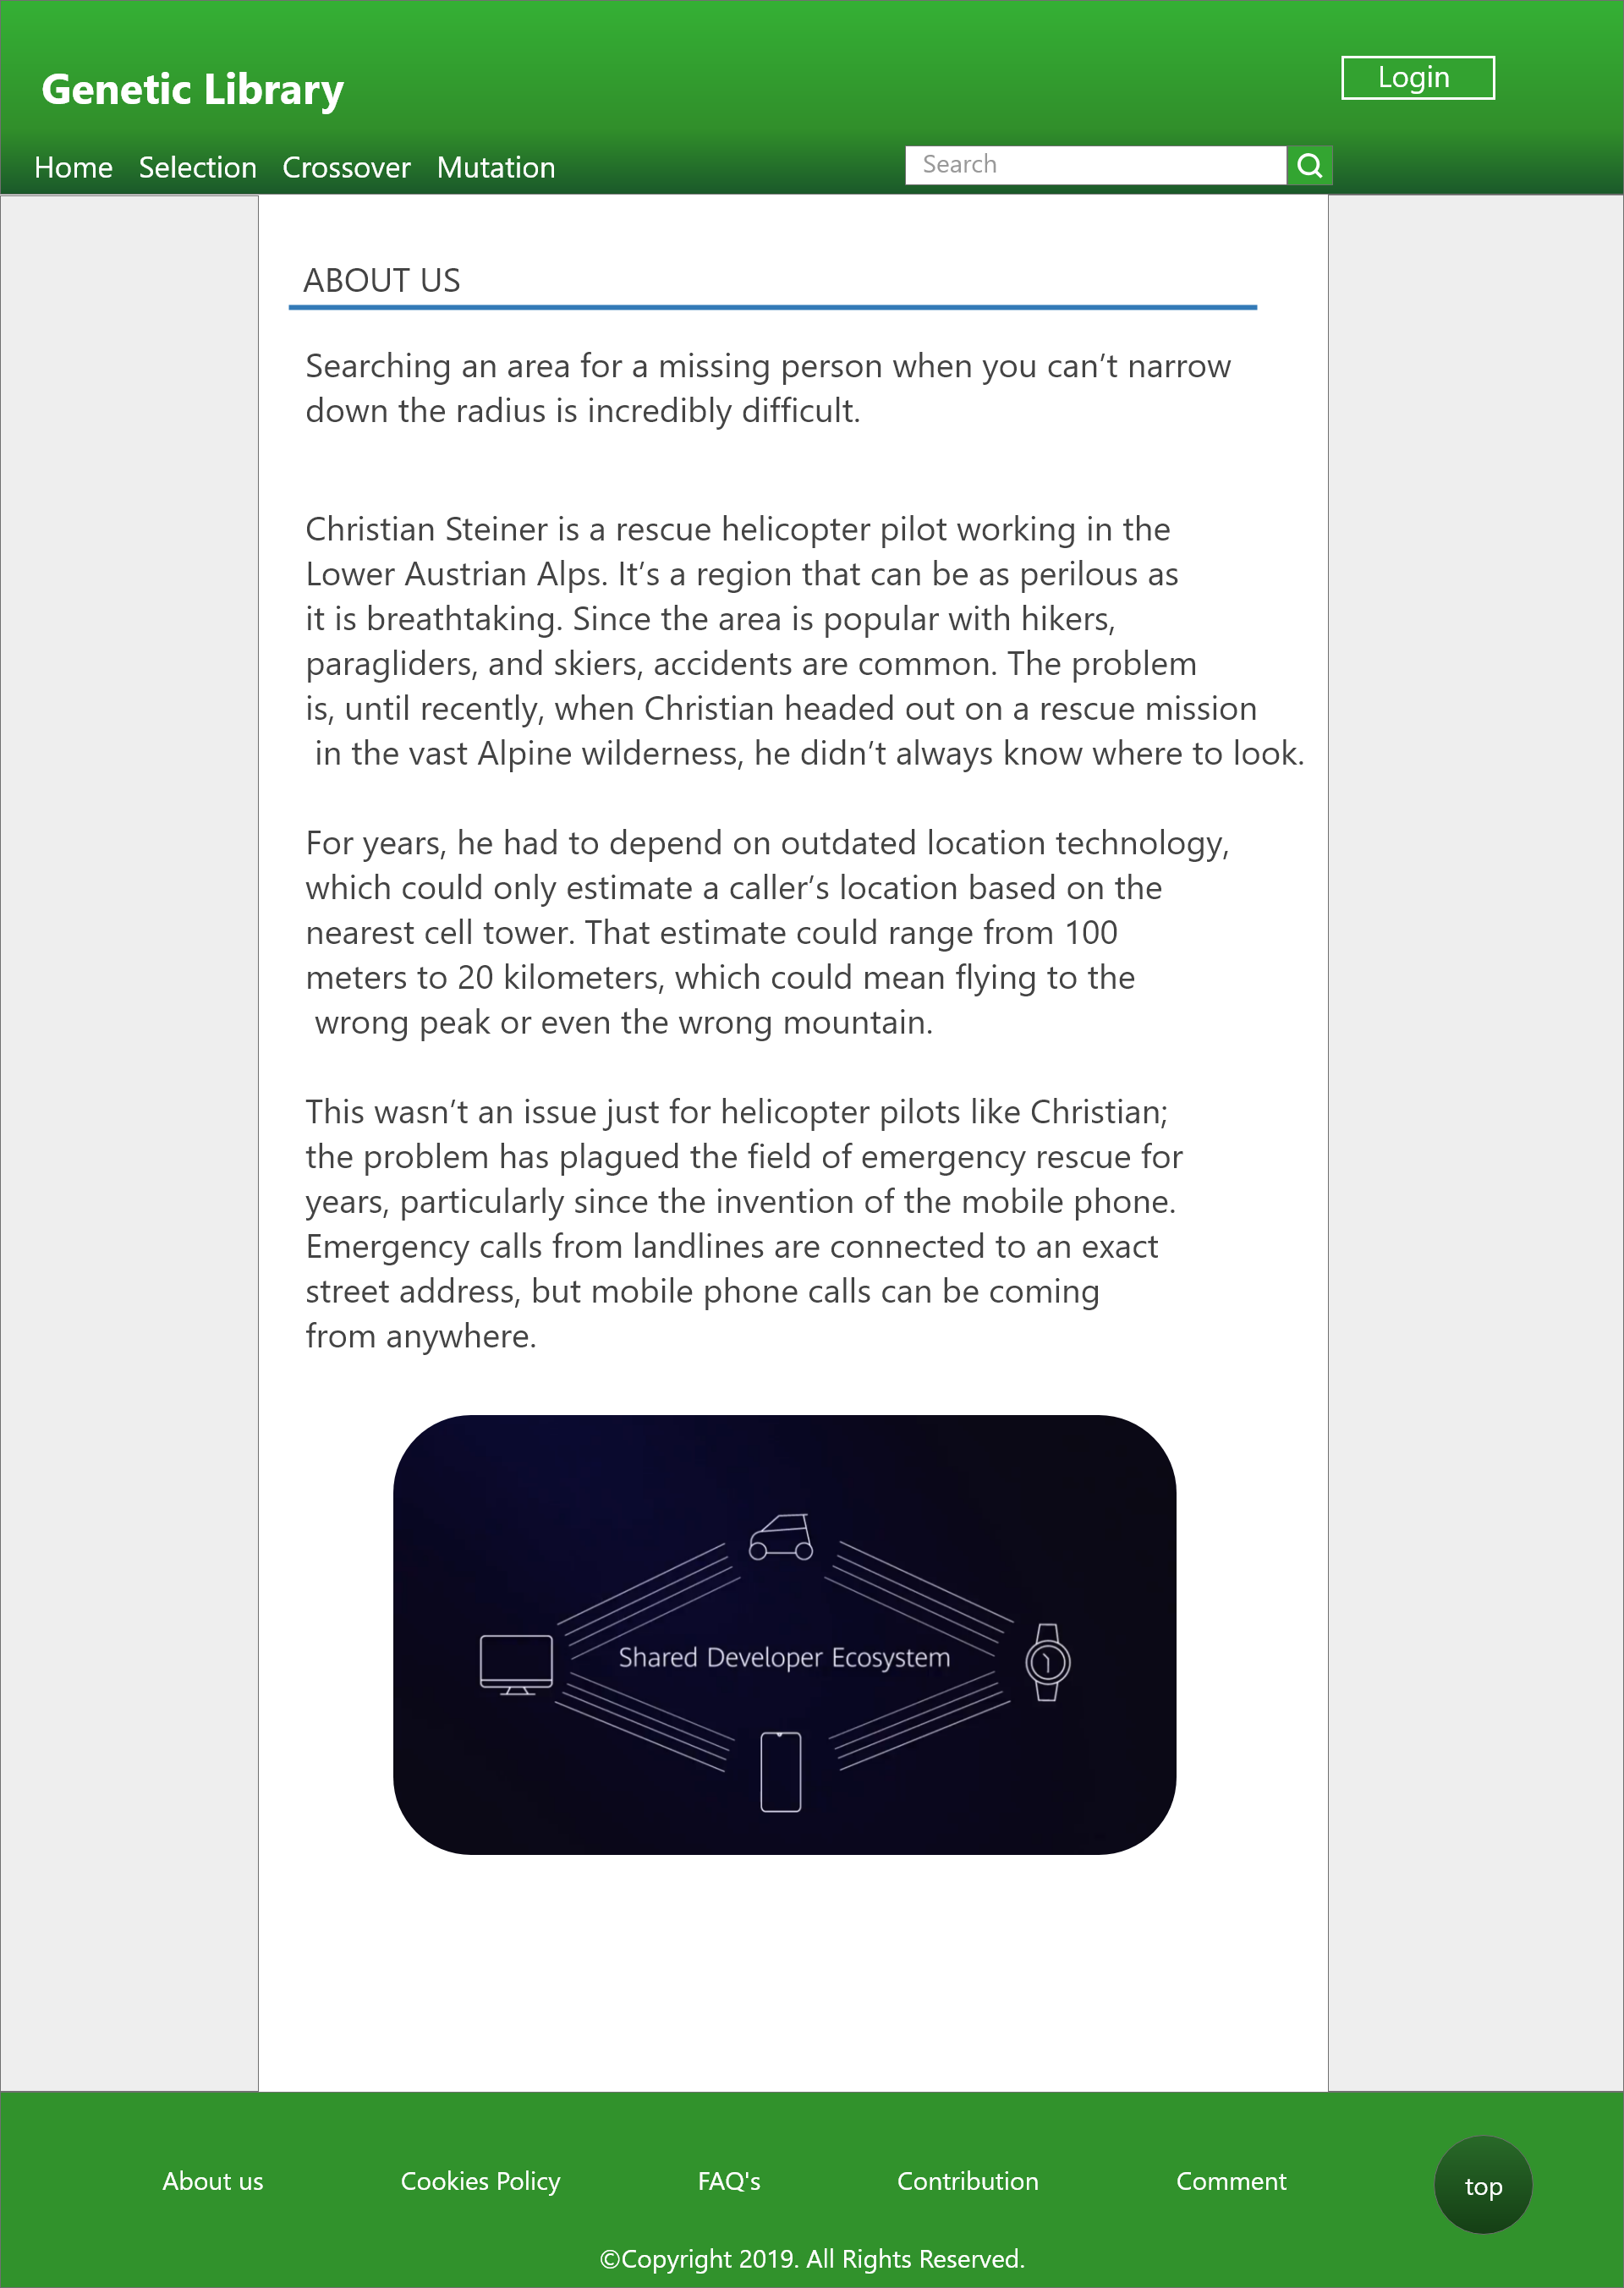 Genetic Library
Login
Home Selection Crossover Mutation
Search
ABOUT US
Searching an area for a missing person when you can’t narrow
down the radius is incredibly difficult.
Christian Steiner is a rescue helicopter pilot working in the
Lower Austrian Alps. It’s a region that can be as perilous as
it is breathtaking. Since the area is popular with hikers,
paragliders, and skiers, accidents are common. The problem
is, until recently, when Christian headed out on a rescue mission
in the vast Alpine wilderness, he didn’t always know where to look.
For years, he had to depend on outdated location technology,
which could only estimate a caller’s location based on the
nearest cell tower. That estimate could range from 100
meters to 20 kilometers, which could mean flying to the
wrong peak or even the wrong mountain.
This wasn’t an issue just for helicopter pilots like Christian;
the problem has plagued the field of emergency rescue for
years, particularly since the invention of the mobile phone.
Emergency calls from landlines are connected to an exact
street address, but mobile phone calls can be coming
from anywhere.
Shared Developer Ecosystem
About us Cookies Policy FAQ's Contribution Comment top
©Copyright 2019. All Rights Reserved.